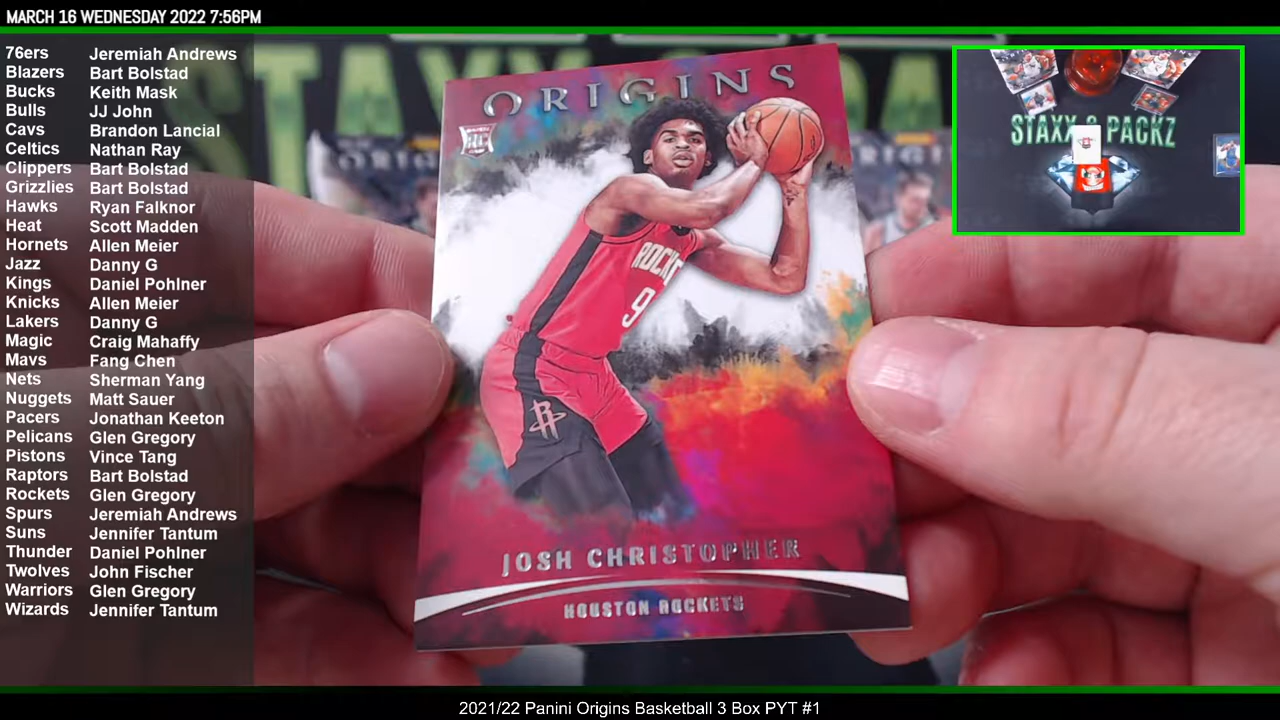 MARCH 16 WEDNESDAY 2022 7:56PM
76ers Jeremiah Andrews
Blazers Bart Bolstad
Bucks Keith Mask
Bulls JJ John
Cavs Brandon Lancial
Celtics Nathan Ray
Clippers Bart Bolstad
Grizzlies Bart Bolstad
Hawks Ryan Falknor
Heat Scott Madden
Hornets Allen Meier
Jazz Danny G
Kings Daniel Pohlner
Knicks Allen Meier
Lakers Danny G
Magic Craig Mahaffy
Mavs Fang Chen
Nets Sherman Yang
Nuggets Matt Sauer
Pacers Jonathan Keeton
Pelicans Glen Gregory
Pistons Vince Tang
Raptors Bart Bolstad
Rockets Glen Gregory
Spurs Jeremiah Andrews
Suns Jennifer Tantum
Thunder Daniel Pohlner
Twolves John Fischer
Warriors Glen Gregory
Wizards Jennifer Tantum
ORIGINS
RC
ROCKE
9
R
JOSH CHRISTOPHER
HOUSTON ROCKETS
STAXX PACKZ
2021/22 Panini Origins Basketball 3 Box PYT #1